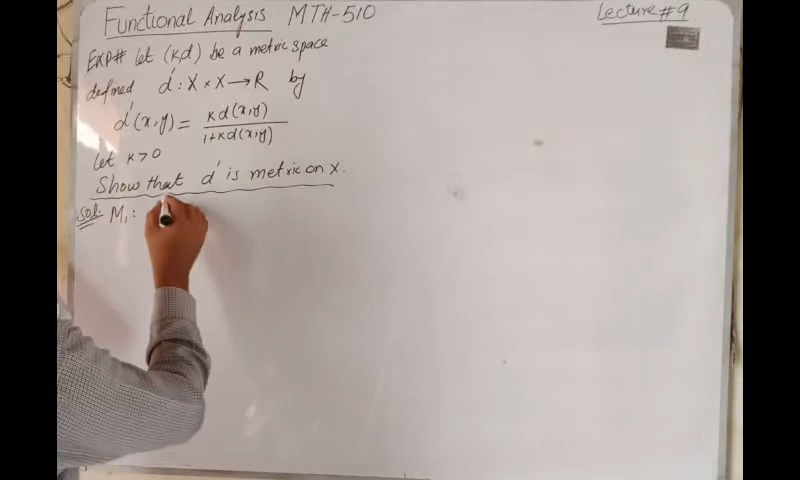 Functional Analysis MTH-510
Lecture #9
EXP# Let (x,d) be a metric space
defined d' : X × X → R by
d'(x,y) = Kd(x,y) / 1+Kd(x,y)
Let K>0
Show that d' is metric on X.
Sol: M₁: